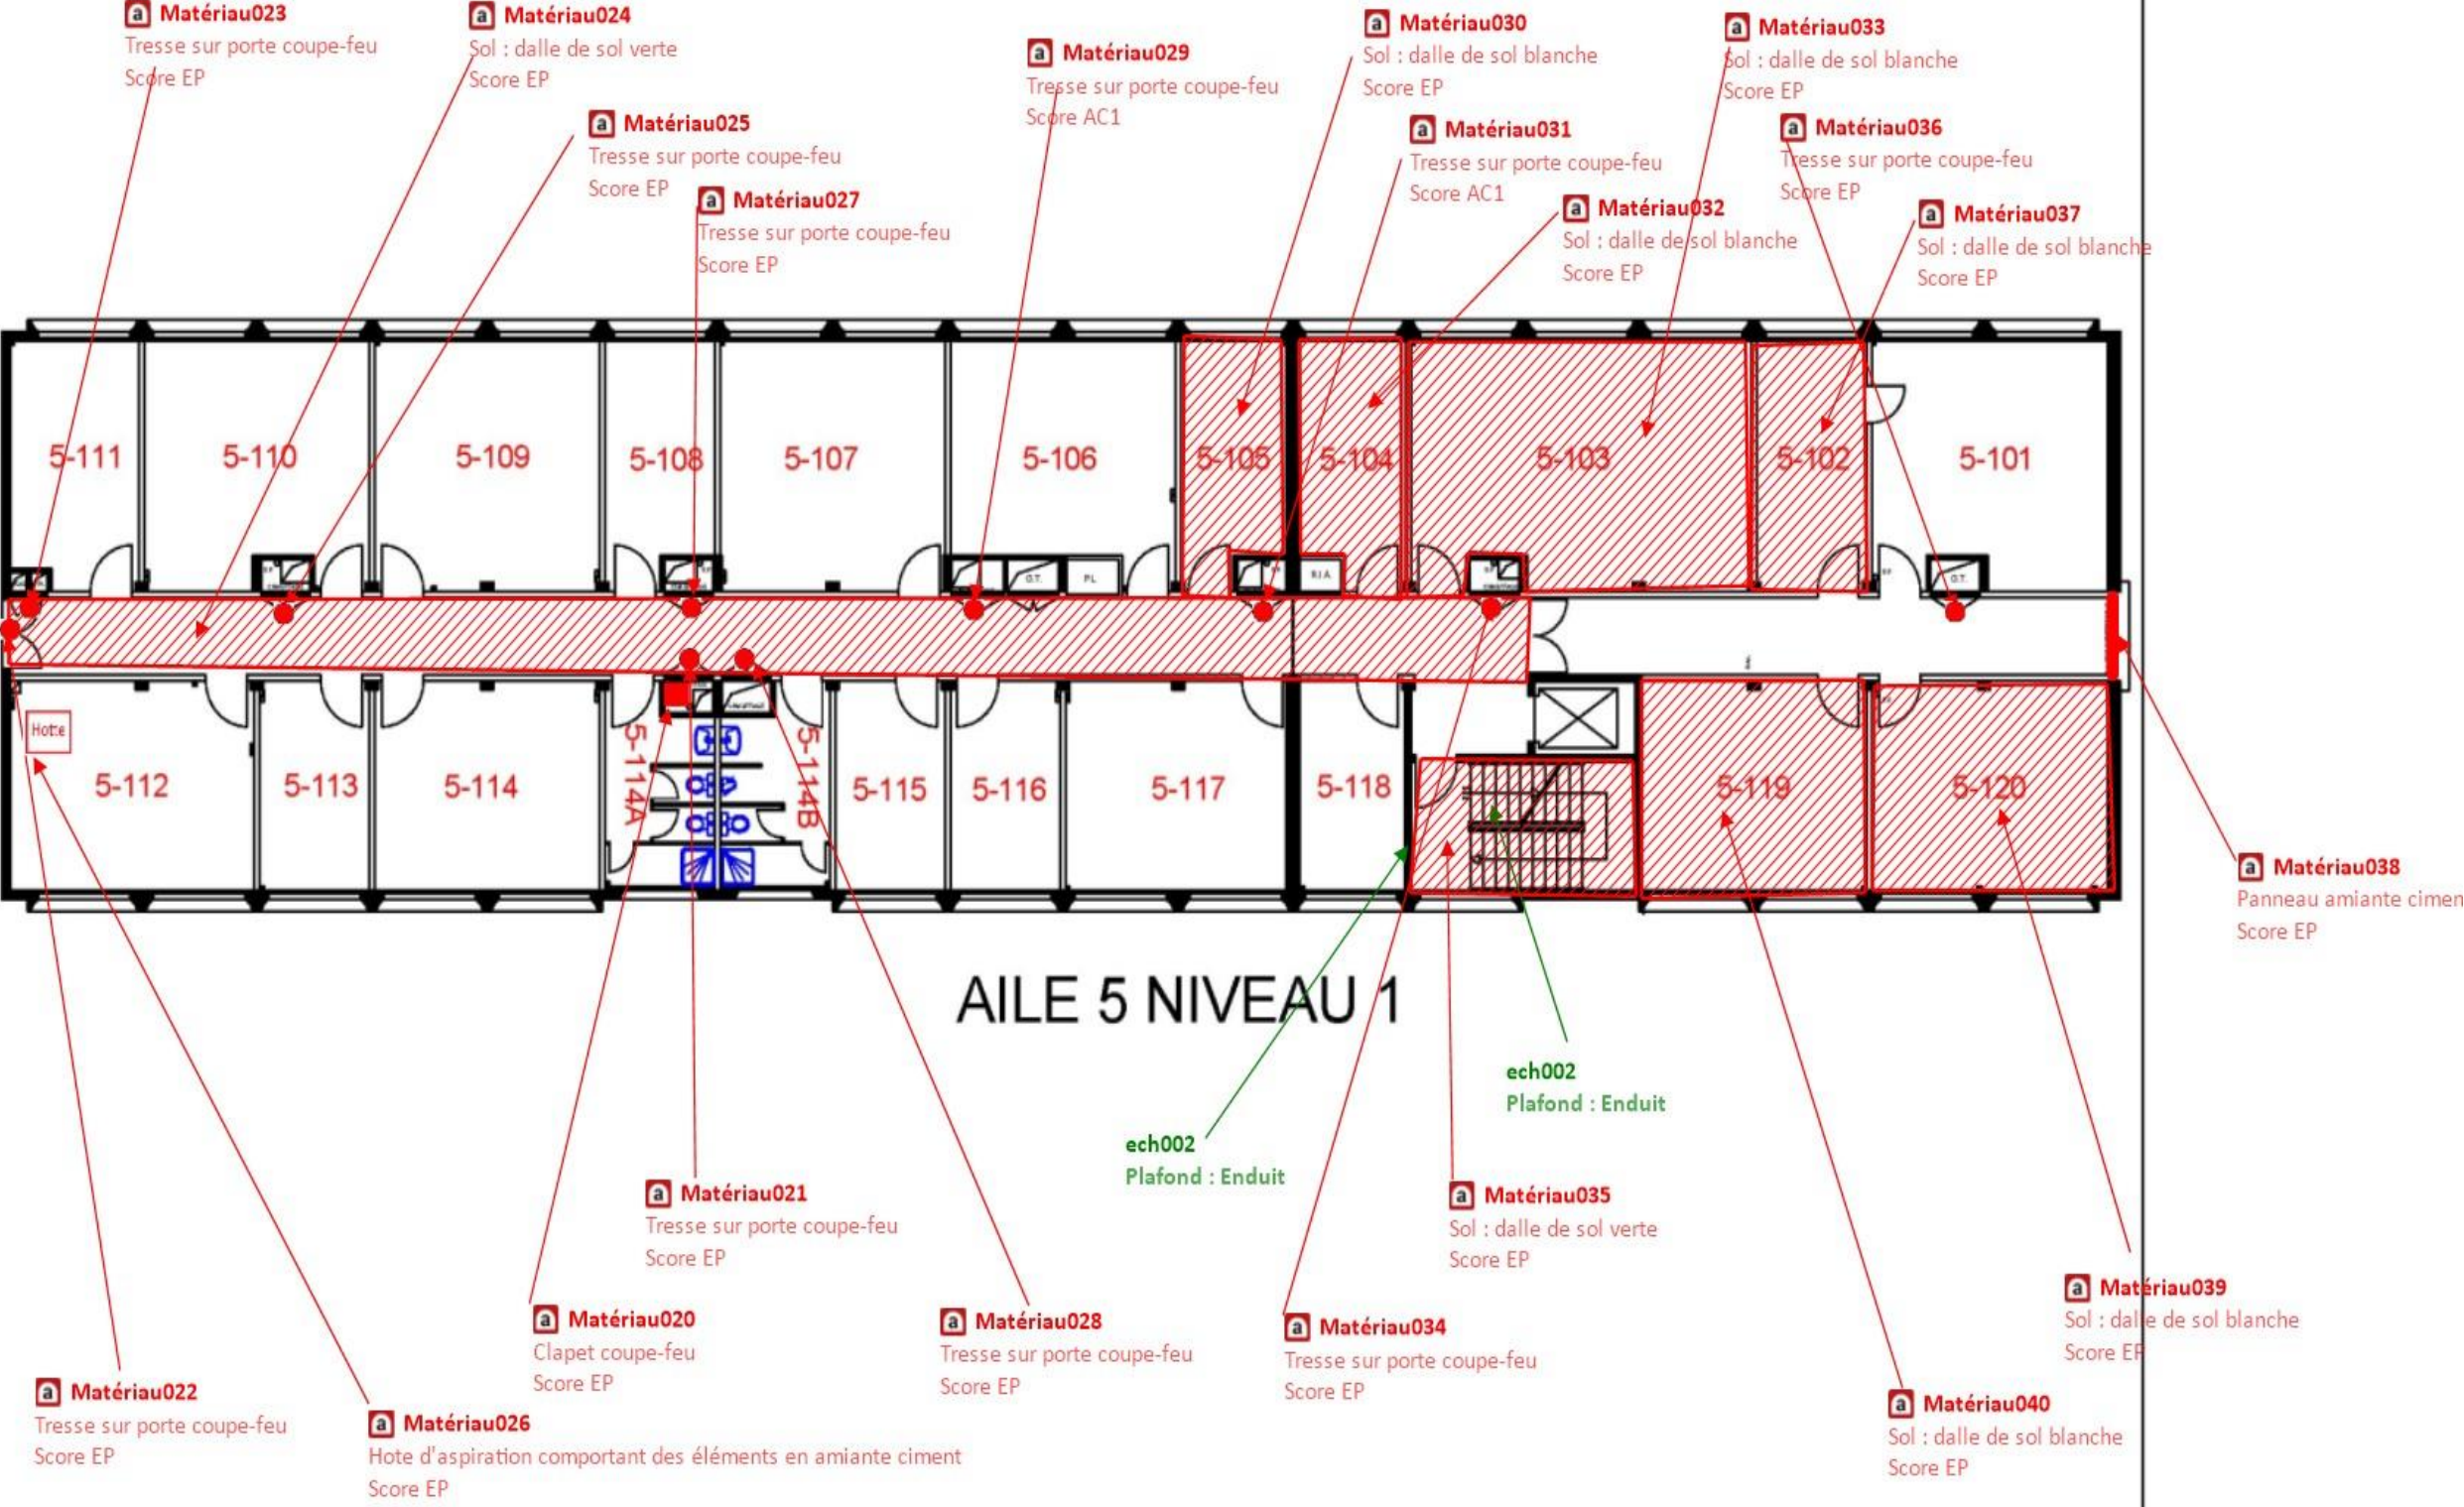 a Matériau023
Tresse sur porte coupe-feu
Score EP
a Matériau024
Sol : dalle de sol verte
Score EP
a Matériau025
Tresse sur porte coupe-feu
Score EP
a Matériau027
Tresse sur porte coupe-feu
Score EP
a Matériau029
Tresse sur porte coupe-feu
Score AC1
a Matériau030
Sol : dalle de sol blanche
Score EP
a Matériau031
Tresse sur porte coupe-feu
Score AC1
a Matériau032
Sol : dalle de sol blanche
Score EP
a Matériau033
Sol : dalle de sol blanche
Score EP
a Matériau036
Tresse sur porte coupe-feu
Score EP
a Matériau037
Sol : dalle de sol blanche
Score EP
5-111
5-110
5-109
5-108
5-107
5-106
5-105
5-104
5-103
5-102
5-101
G.T.
PL
R.I.A.
G.T.
Hotte
5-112
5-113
5-114
5-114A
5-114B
5-115
5-116
5-117
5-118
5-119
5-120
a Matériau038
Panneau amiante cimen
Score EP
AILE 5 NIVEAU 1
ech002
Plafond : Enduit
ech002
Plafond : Enduit
a Matériau021
Tresse sur porte coupe-feu
Score EP
a Matériau035
Sol : dalle de sol verte
Score EP
a Matériau039
Sol : dalle de sol blanche
Score EP
a Matériau020
Clapet coupe-feu
Score EP
a Matériau028
Tresse sur porte coupe-feu
Score EP
a Matériau034
Tresse sur porte coupe-feu
Score EP
a Matériau022
Tresse sur porte coupe-feu
Score EP
a Matériau026
Hote d'aspiration comportant des éléments en amiante ciment
Score EP
a Matériau040
Sol : dalle de sol blanche
Score EP